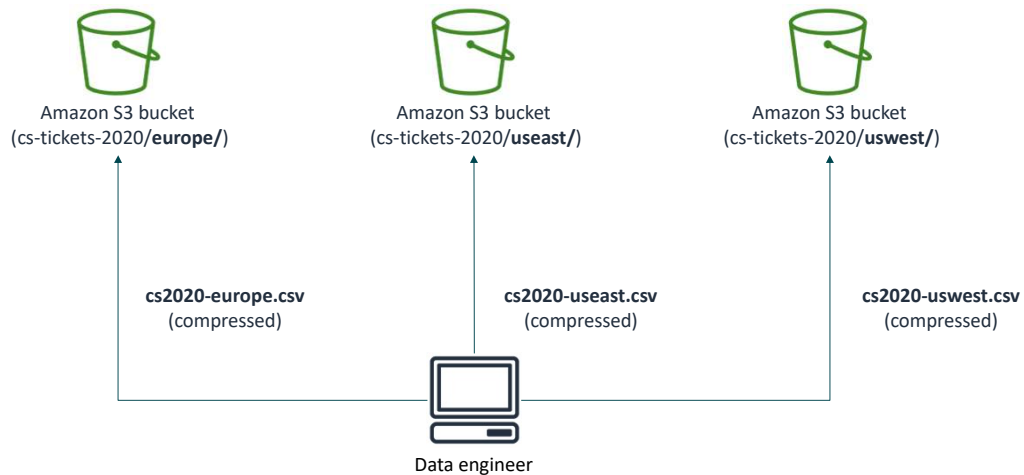 Amazon S3 bucket
(cs-tickets-2020/europe/)
Amazon S3 bucket
(cs-tickets-2020/useast/)
Amazon S3 bucket
(cs-tickets-2020/uswest/)
cs2020-europe.csv
(compressed)
cs2020-useast.csv
(compressed)
cs2020-uswest.csv
(compressed)
Data engineer